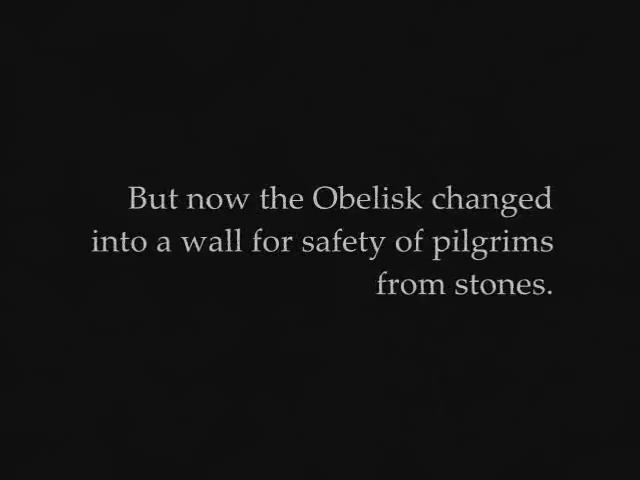 But now the Obelisk changed
into a wall for safety of pilgrims
from stones.